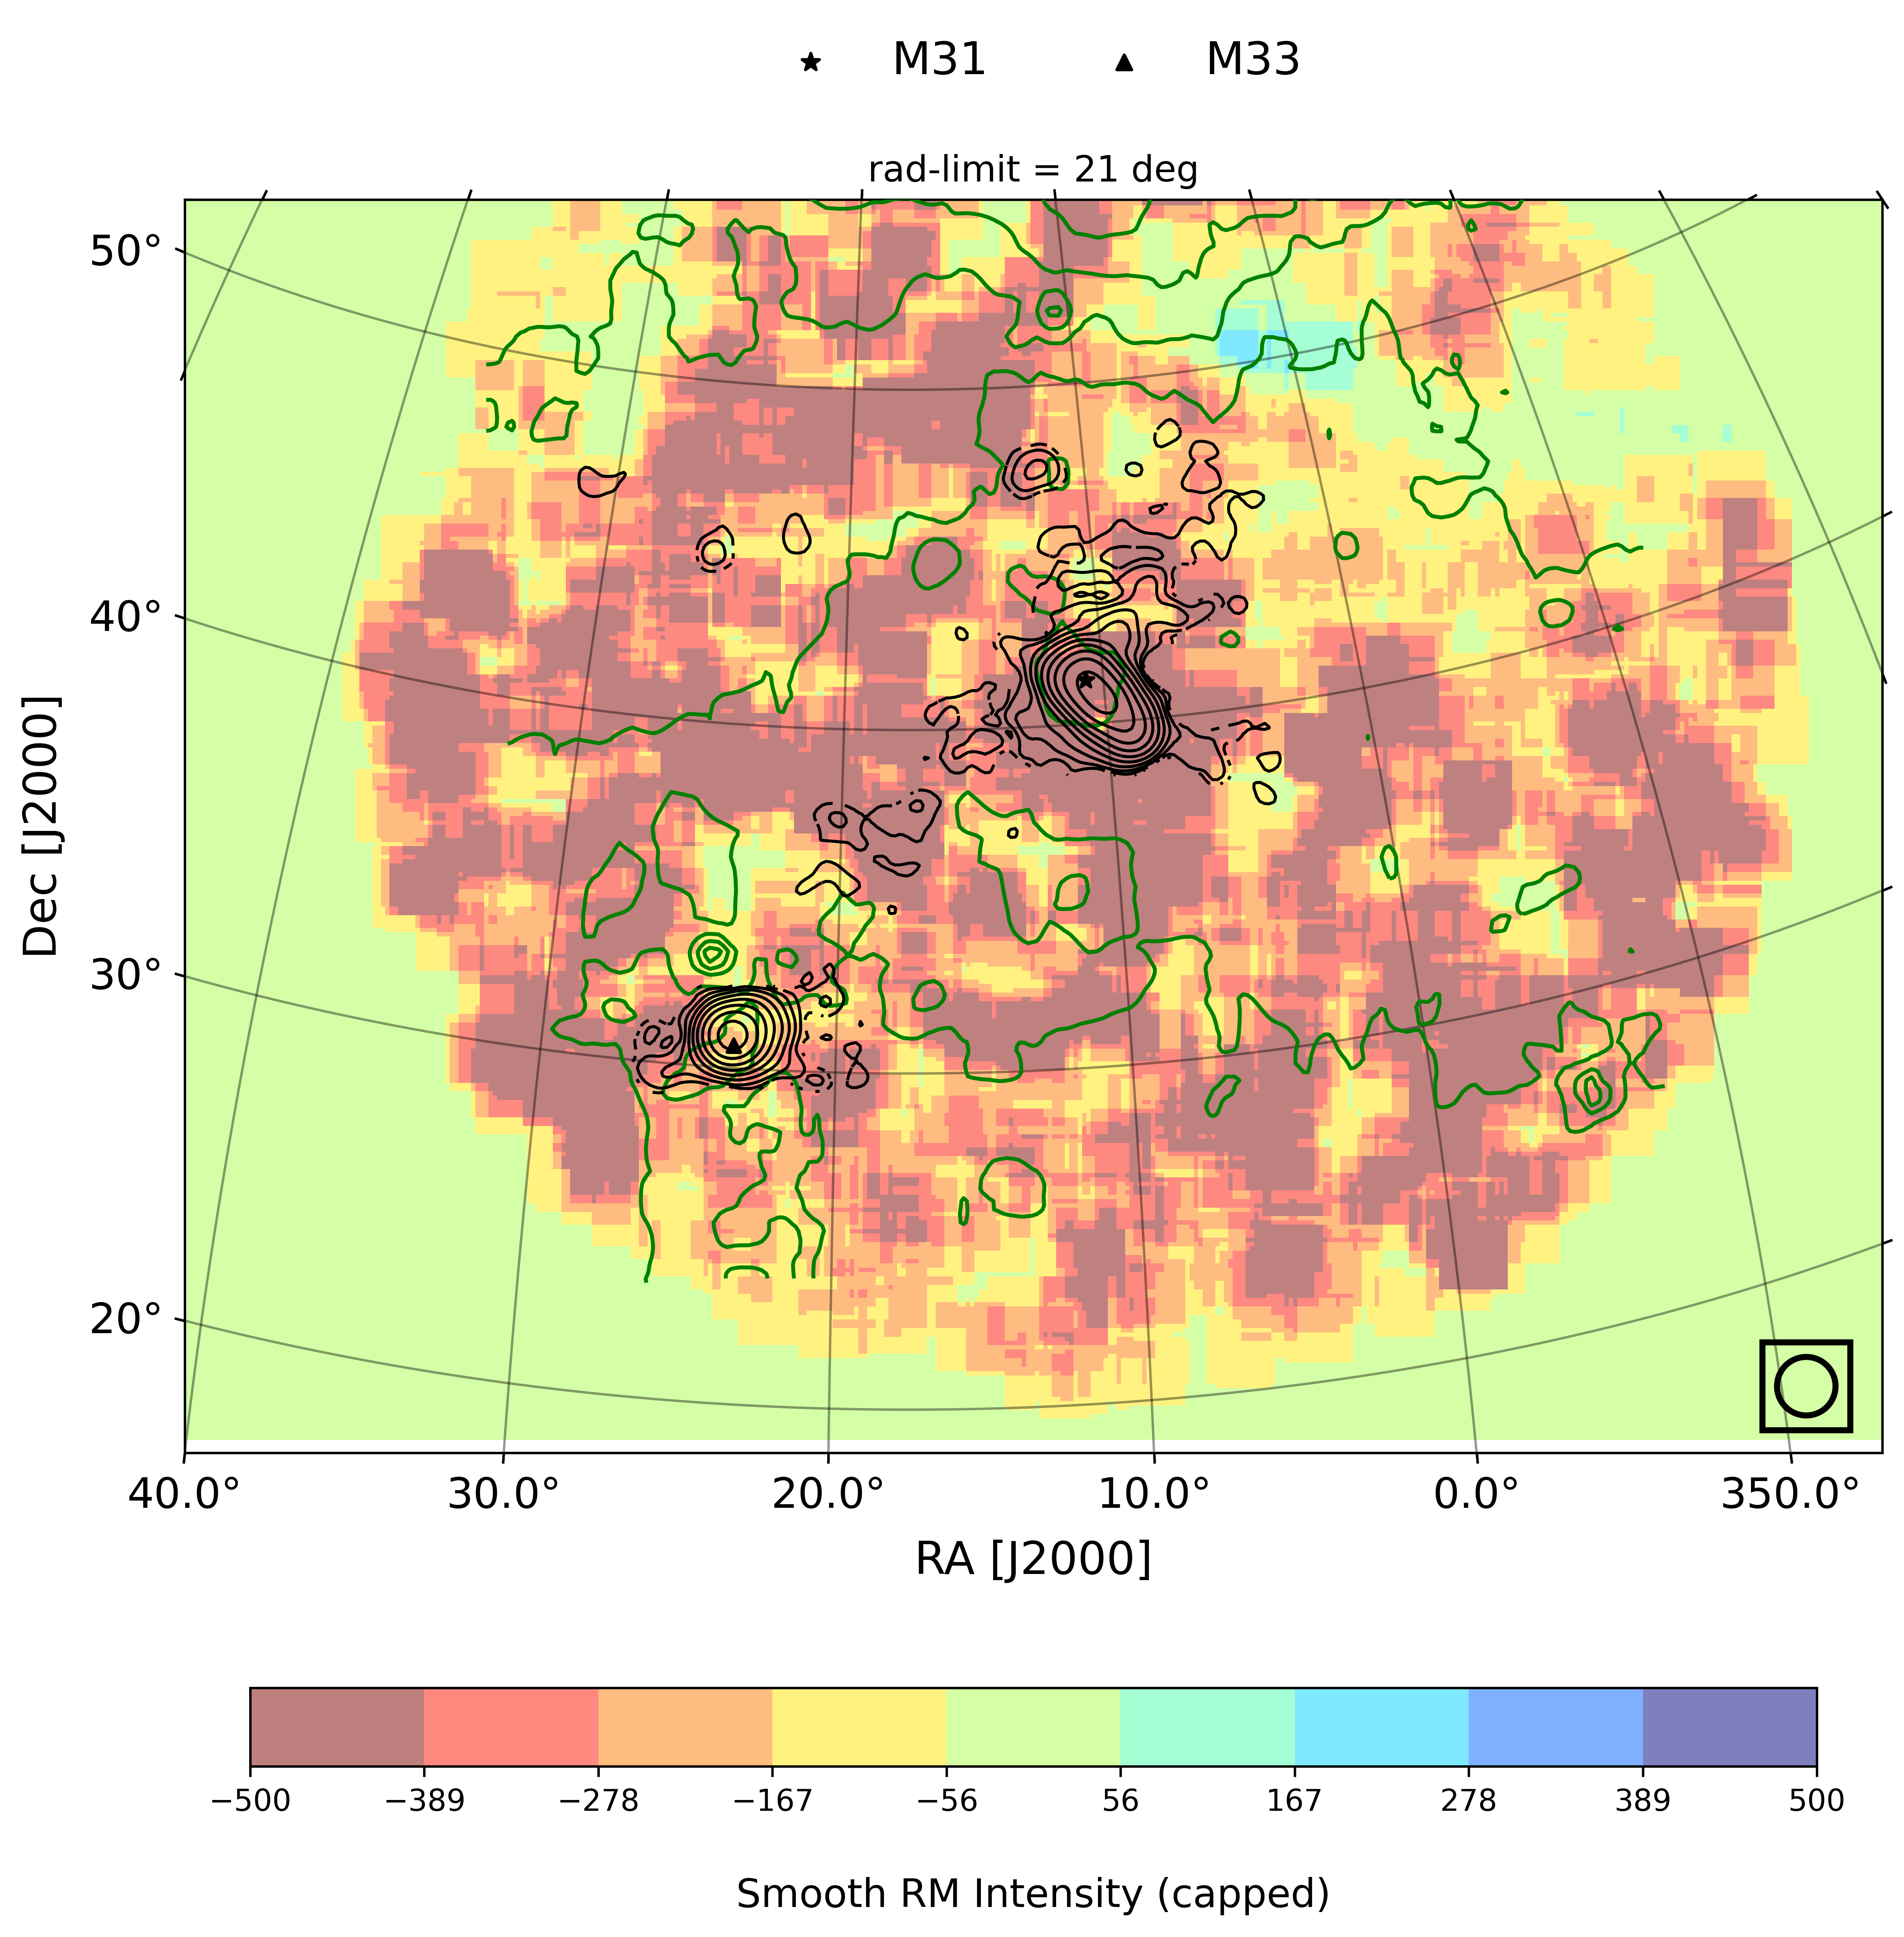 M31 M33
rad-limit = 21 deg
50°
40°
30°
20°
Dec [J2000]
40.0° 30.0° 20.0° 10.0° 0.0° 350.0°
RA [J2000]
−500 −389 −278 −167 −56 56 167 278 389 500
Smooth RM Intensity (capped)